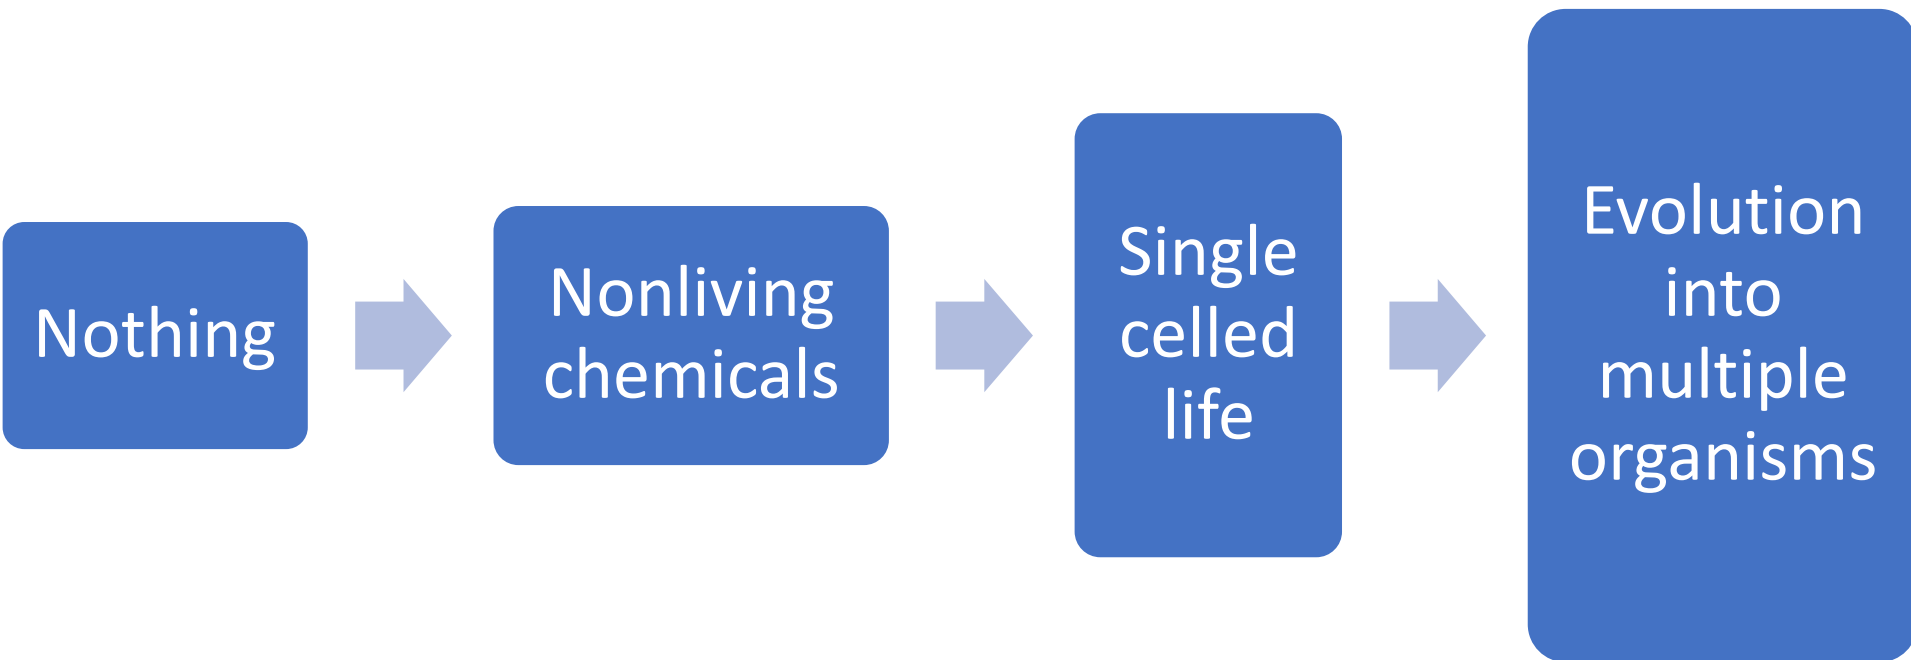 Nothing
Nonliving
chemicals
Single
celled
life
Evolution
into
multiple
organisms